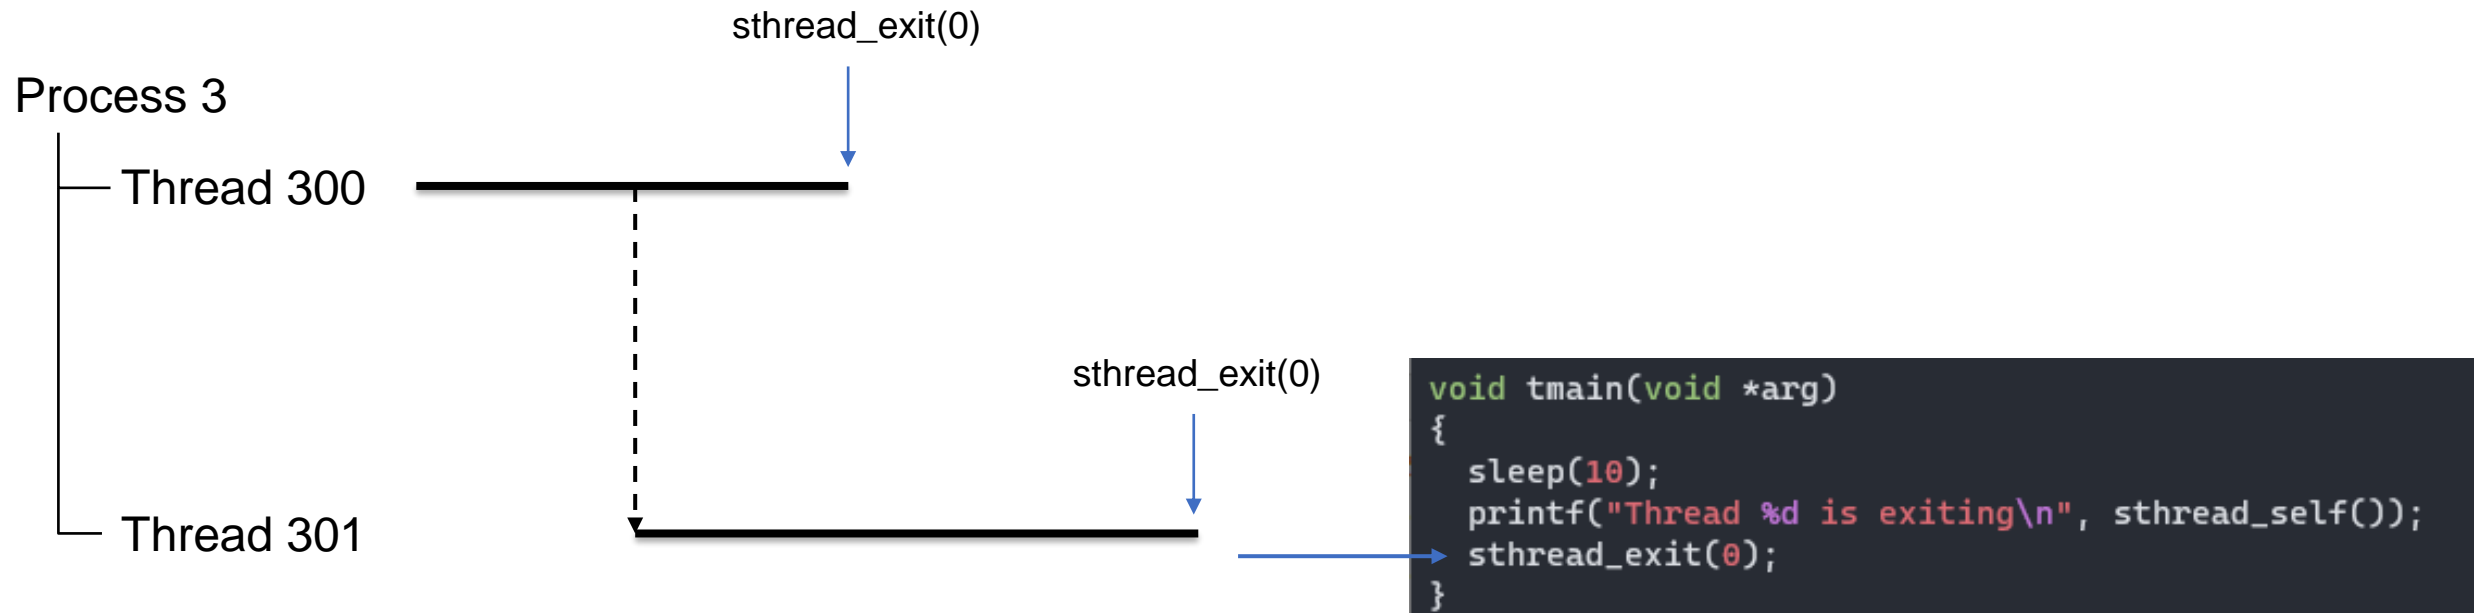 sthread_exit(0)
Process 3
Thread 300
sthread_exit(0)
Thread 301
void tmain(void *arg)
{
  sleep(10);
  printf("Thread %d is exiting\n", sthread_self());
  sthread_exit(0);
}